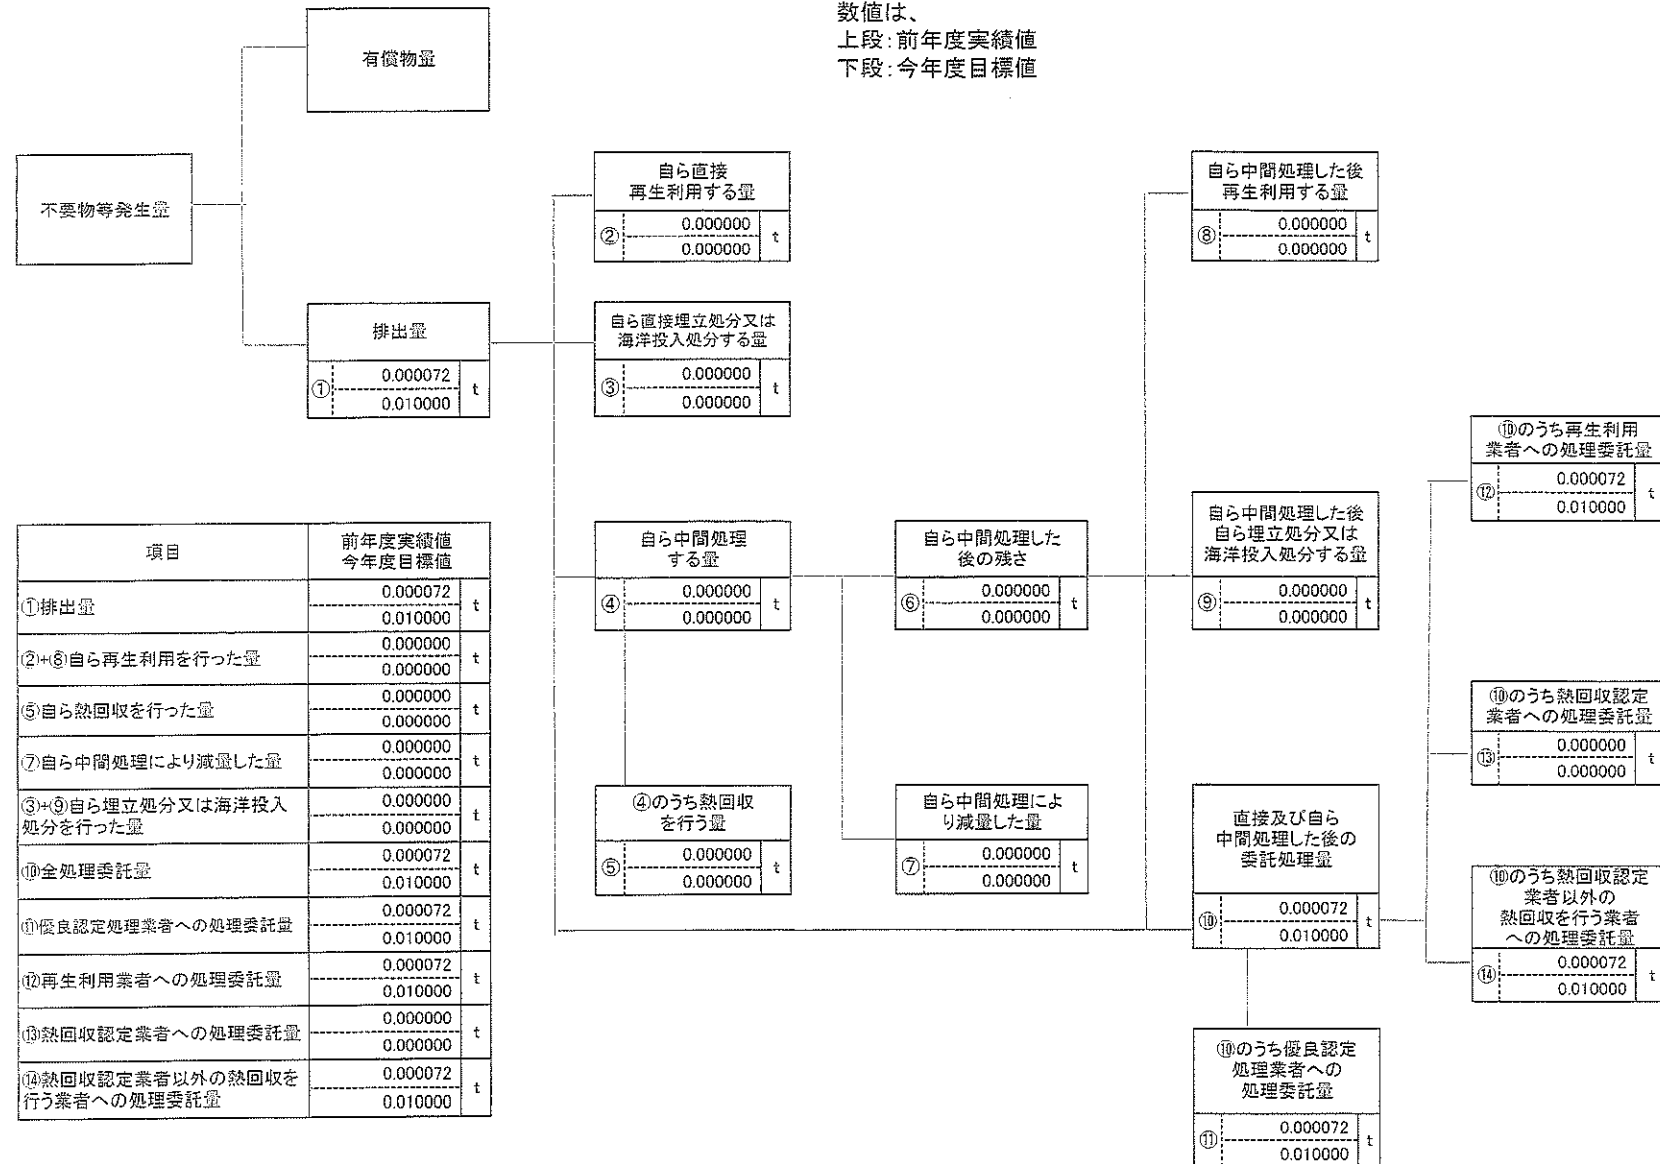 数値は、
上段:前年度実績値
下段:今年度目標値
有償物量
不要物等発生量
排出量
① 0.000072 t
0.010000
自ら直接
再生利用する量
② 0.000000 t
0.000000
自ら直接埋立処分又は
海洋投入処分する量
③ 0.000000 t
0.000000
自ら中間処理
する量
④ 0.000000 t
0.000000
④のうち熱回収
を行う量
⑤ 0.000000 t
0.000000
自ら中間処理した
後の残さ
⑥ 0.000000 t
0.000000
自ら中間処理によ
り減量した量
⑦ 0.000000 t
0.000000
自ら中間処理した後
再生利用する量
⑧ 0.000000 t
0.000000
自ら中間処理した後
自ら埋立処分又は
海洋投入処分する量
⑨ 0.000000 t
0.000000
直接及び自ら
中間処理した後の
委託処理量
⑩ 0.000072 t
0.010000
⑩のうち優良認定
処理業者への
処理委託量
⑪ 0.000072 t
0.010000
⑩のうち再生利用
業者への処理委託量
⑫ 0.000072 t
0.010000
⑩のうち熱回収認定
業者への処理委託量
⑬ 0.000000 t
0.000000
⑩のうち熱回収認定
業者以外の
熱回収を行う業者
への処理委託量
⑭ 0.000072 t
0.010000
項目 前年度実績値
今年度目標値
①排出量 0.000072 t
0.010000
②+⑧自ら再生利用を行った量 0.000000 t
0.000000
⑤自ら熱回収を行った量 0.000000 t
0.000000
⑦自ら中間処理により減量した量 0.000000 t
0.000000
③+⑨自ら埋立処分又は海洋投入
処分を行った量 0.000000 t
0.000000
⑩全処理委託量 0.000072 t
0.010000
⑪優良認定処理業者への処理委託量 0.000072 t
0.010000
⑫再生利用業者への処理委託量 0.000072 t
0.010000
⑬熱回収認定業者への処理委託量 0.000000 t
0.000000
⑭熱回収認定業者以外の熱回収を
行う業者への処理委託量 0.000072 t
0.010000